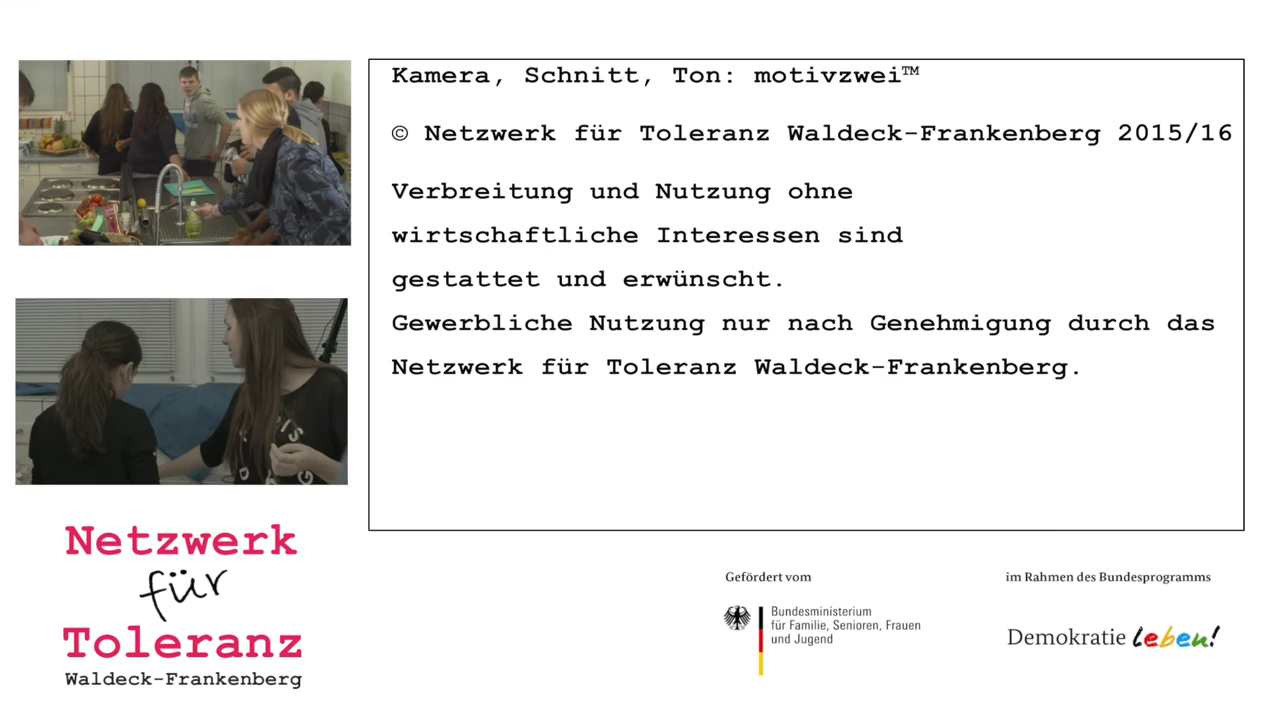 Kamera, Schnitt, Ton: motivzwei™
© Netzwerk für Toleranz Waldeck-Frankenberg 2015/16
Verbreitung und Nutzung ohne
wirtschaftliche Interessen sind
gestattet und erwünscht.
Gewerbliche Nutzung nur nach Genehmigung durch das
Netzwerk für Toleranz Waldeck-Frankenberg.
Netzwerk
für
Toleranz
Waldeck-Frankenberg
Gefördert vom
Bundesministerium
für Familie, Senioren, Frauen
und Jugend
im Rahmen des Bundesprogramms
Demokratie leben!